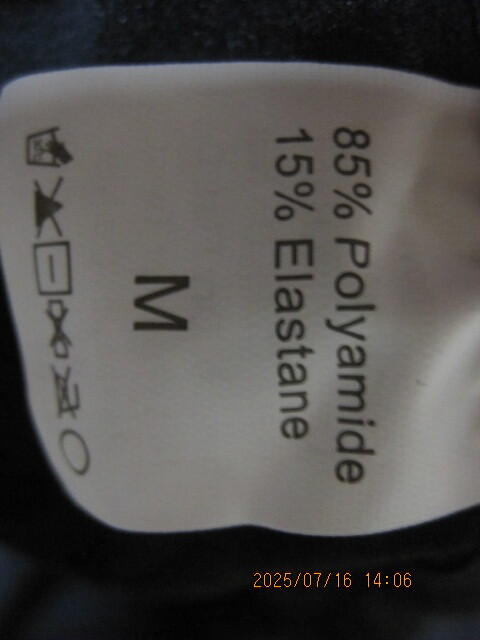 85% Polyamide
15% Elastane
M
2025/07/16 14:06